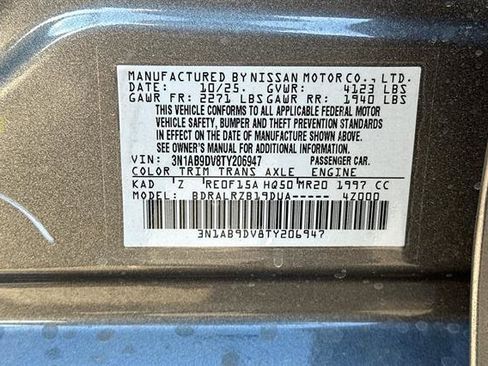 MANUFACTURED BY NISSAN MOTOR CO., LTD.
DATE: 10/25. GVWR: 4123 LBS
GAWR FR: 2271 LBS GAWR RR: 1940 LBS
THIS VEHICLE CONFORMS TO ALL APPLICABLE FEDERAL MOTOR
VEHICLE SAFETY, BUMPER AND THEFT PREVENTION
STANDARDS IN EFFECT ON THE
DATE OF MANUFACTURE SHOWN ABOVE.
SEE OWNER'S MANUAL FOR ADDITIONAL INFORMATION.
VIN: 3N1AB9DV8TY206947 PASSENGER CAR.
COLOR TRIM TRANS AXLE ENGINE
KAD Z RE0F15A HQ50 MR20 1997 CC
MODEL: BDRALRZB19DUA----- 4Z000
3N1AB9DV8TY206947